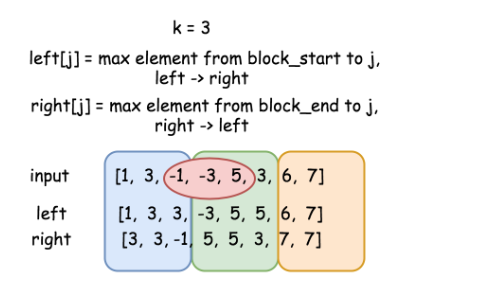 k = 3
left[j] = max element from block_start to j,
left -> right
right[j] = max element from block_end to j,
right -> left
input [1, 3, -1, -3, 5, 3, 6, 7]
left [1, 3, 3, -3, 5, 5, 6, 7]
right [3, 3, -1, 5, 5, 3, 7, 7]